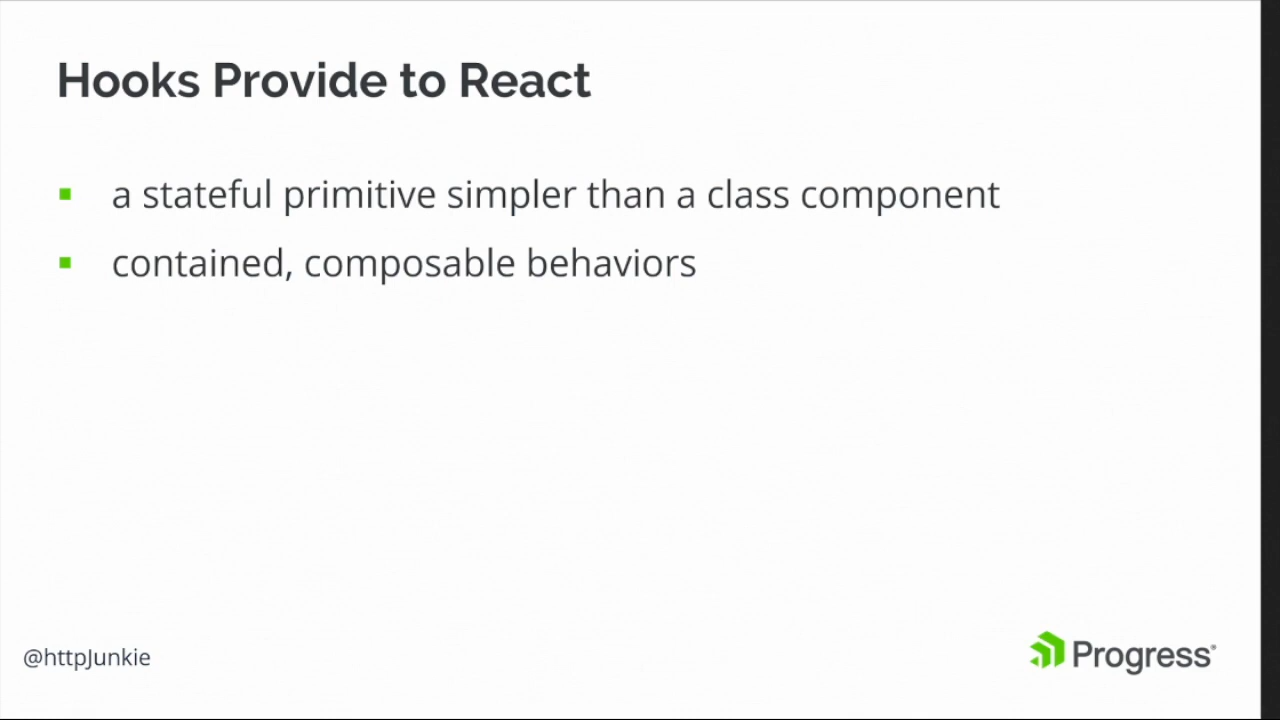 Hooks Provide to React
a stateful primitive simpler than a class component
contained, composable behaviors
@httpJunkie
Progress®